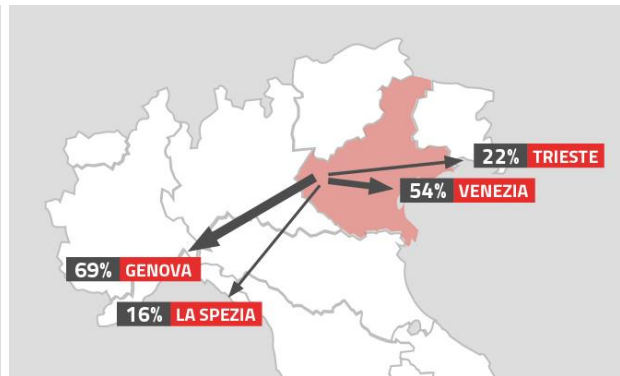 22% TRIESTE
54% VENEZIA
69% GENOVA
16% LA SPEZIA